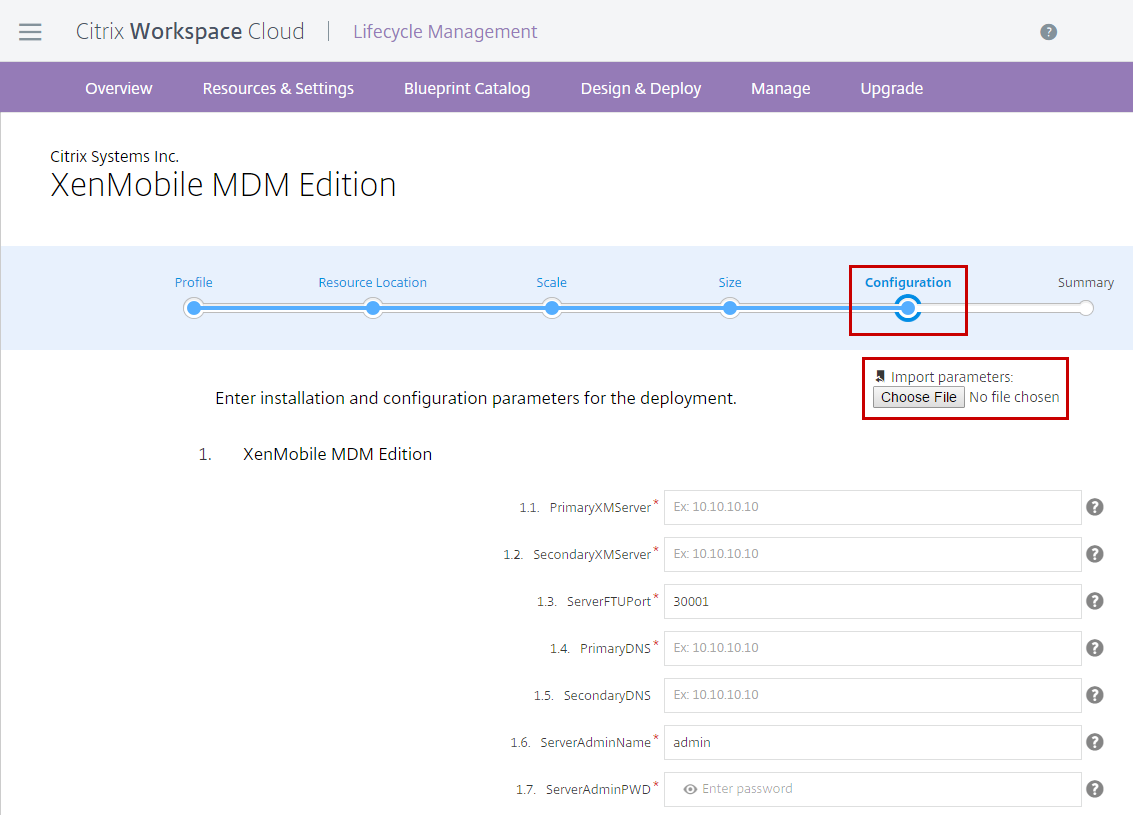 Citrix Workspace Cloud | Lifecycle Management ?
Overview Resources & Settings Blueprint Catalog Design & Deploy Manage Upgrade
Citrix Systems Inc.
XenMobile MDM Edition
Profile Resource Location Scale Size Configuration Summary
Import parameters:
Enter installation and configuration parameters for the deployment. Choose File No file chosen
1. XenMobile MDM Edition
1.1. PrimaryXMServer* Ex: 10.10.10.10 ?
1.2. SecondaryXMServer* Ex: 10.10.10.10 ?
1.3. ServerFTUPort* 30001 ?
1.4. PrimaryDNS* Ex: 10.10.10.10 ?
1.5. SecondaryDNS Ex: 10.10.10.10 ?
1.6. ServerAdminName* admin ?
1.7. ServerAdminPWD* Enter password ?